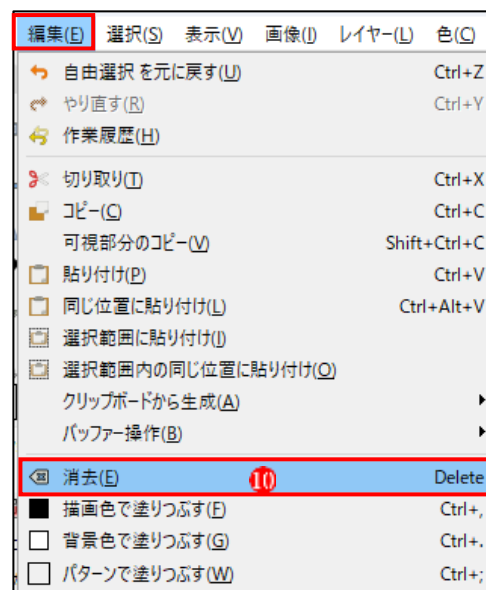 編集(E) 選択(S) 表示(V) 画像(I) レイヤー(L) 色(C)
自由選択 を元に戻す(U) Ctrl+Z
やり直す(R) Ctrl+Y
作業履歴(H)
切り取り(T) Ctrl+X
コピー(C) Ctrl+C
可視部分のコピー(V) Shift+Ctrl+C
貼り付け(P) Ctrl+V
同じ位置に貼り付け(L) Ctrl+Alt+V
選択範囲に貼り付け(I)
選択範囲内の同じ位置に貼り付け(O)
クリップボードから生成(A)
バッファー操作(B)
消去(E) 10 Delete
描画色で塗りつぶす(F) Ctrl+,
背景色で塗りつぶす(G) Ctrl+.
パターンで塗りつぶす(W) Ctrl+;